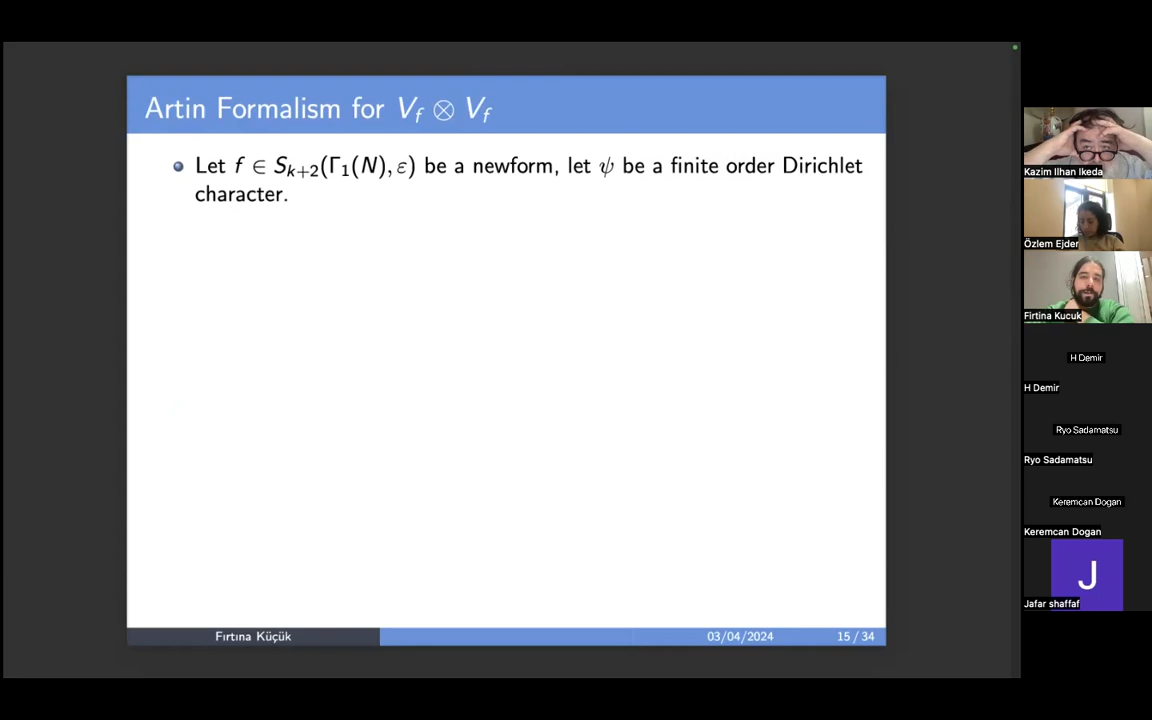 Artin Formalism for V_f ⊗ V_f
Let f ∈ S_{k+2}(Γ_1(N), ε) be a newform, let ψ be a finite order Dirichlet
character.
Fırtına Küçük
03/04/2024
15 / 34
Kazim Ilhan Ikeda
Özlem Ejder
Firtina Kucuk
H Demir
H Demir
Ryo Sadamatsu
Ryo Sadamatsu
Keremcan Dogan
Keremcan Dogan
J
Jafar shaffaf